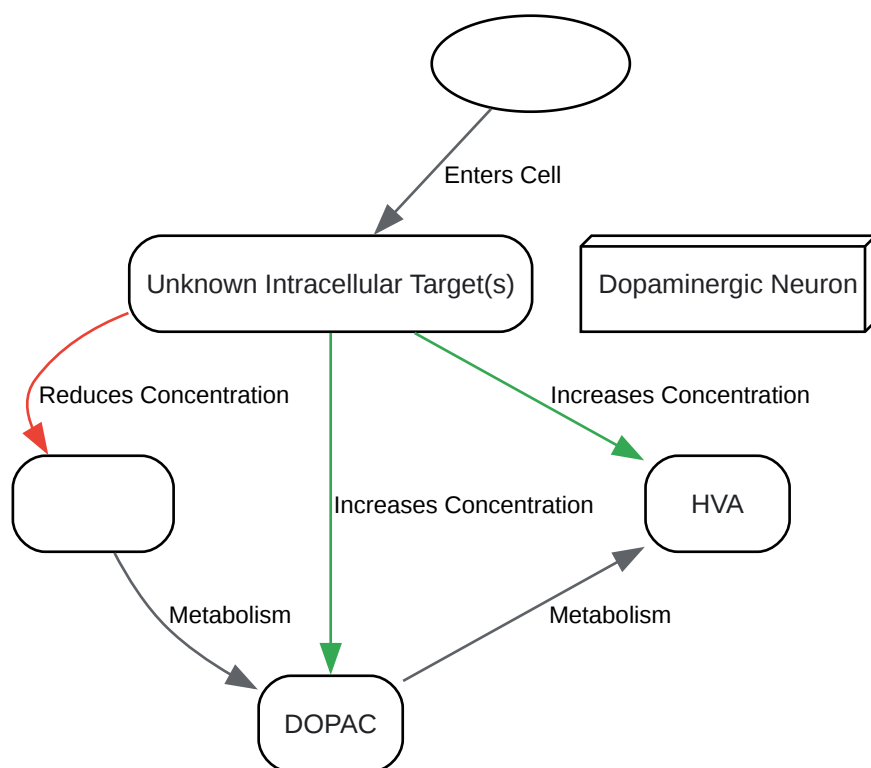 Enters Cell
Unknown Intracellular Target(s)
Dopaminergic Neuron
Reduces Concentration
Increases Concentration
Increases Concentration
HVA
Metabolism
Metabolism
DOPAC